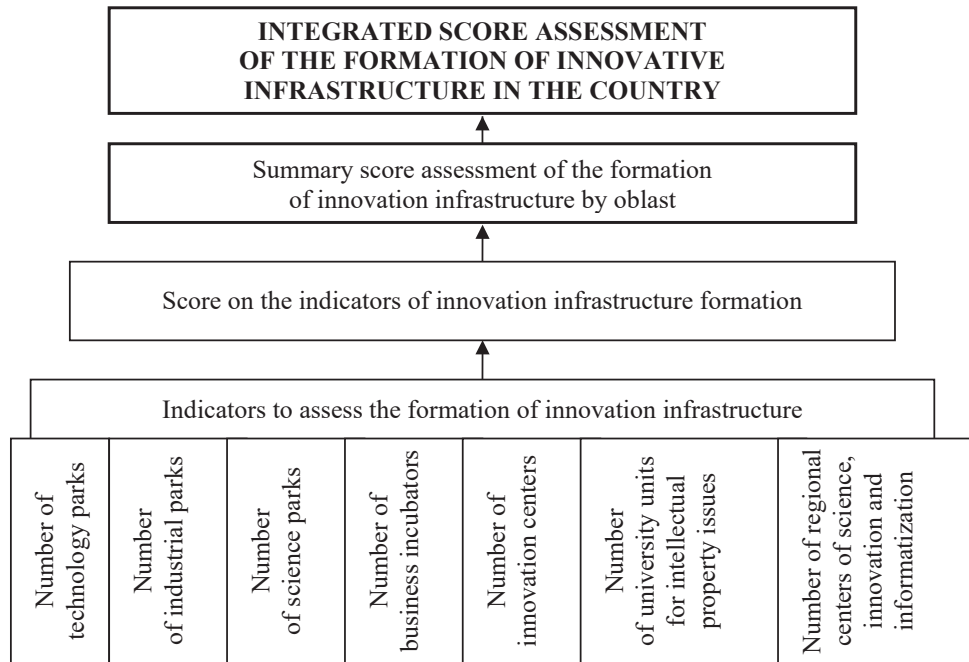 INTEGRATED SCORE ASSESSMENT
OF THE FORMATION OF INNOVATIVE
INFRASTRUCTURE IN THE COUNTRY
Summary score assessment of the formation
of innovation infrastructure by oblast
Score on the indicators of innovation infrastructure formation
Indicators to assess the formation of innovation infrastructure
Number of
technology parks
Number
of industrial parks
Number
of science parks
Number of
business incubators
Number of
innovation centers
Number
of university units
for intellectual
property issues
Number of regional
centers of science,
innovation and
informatization